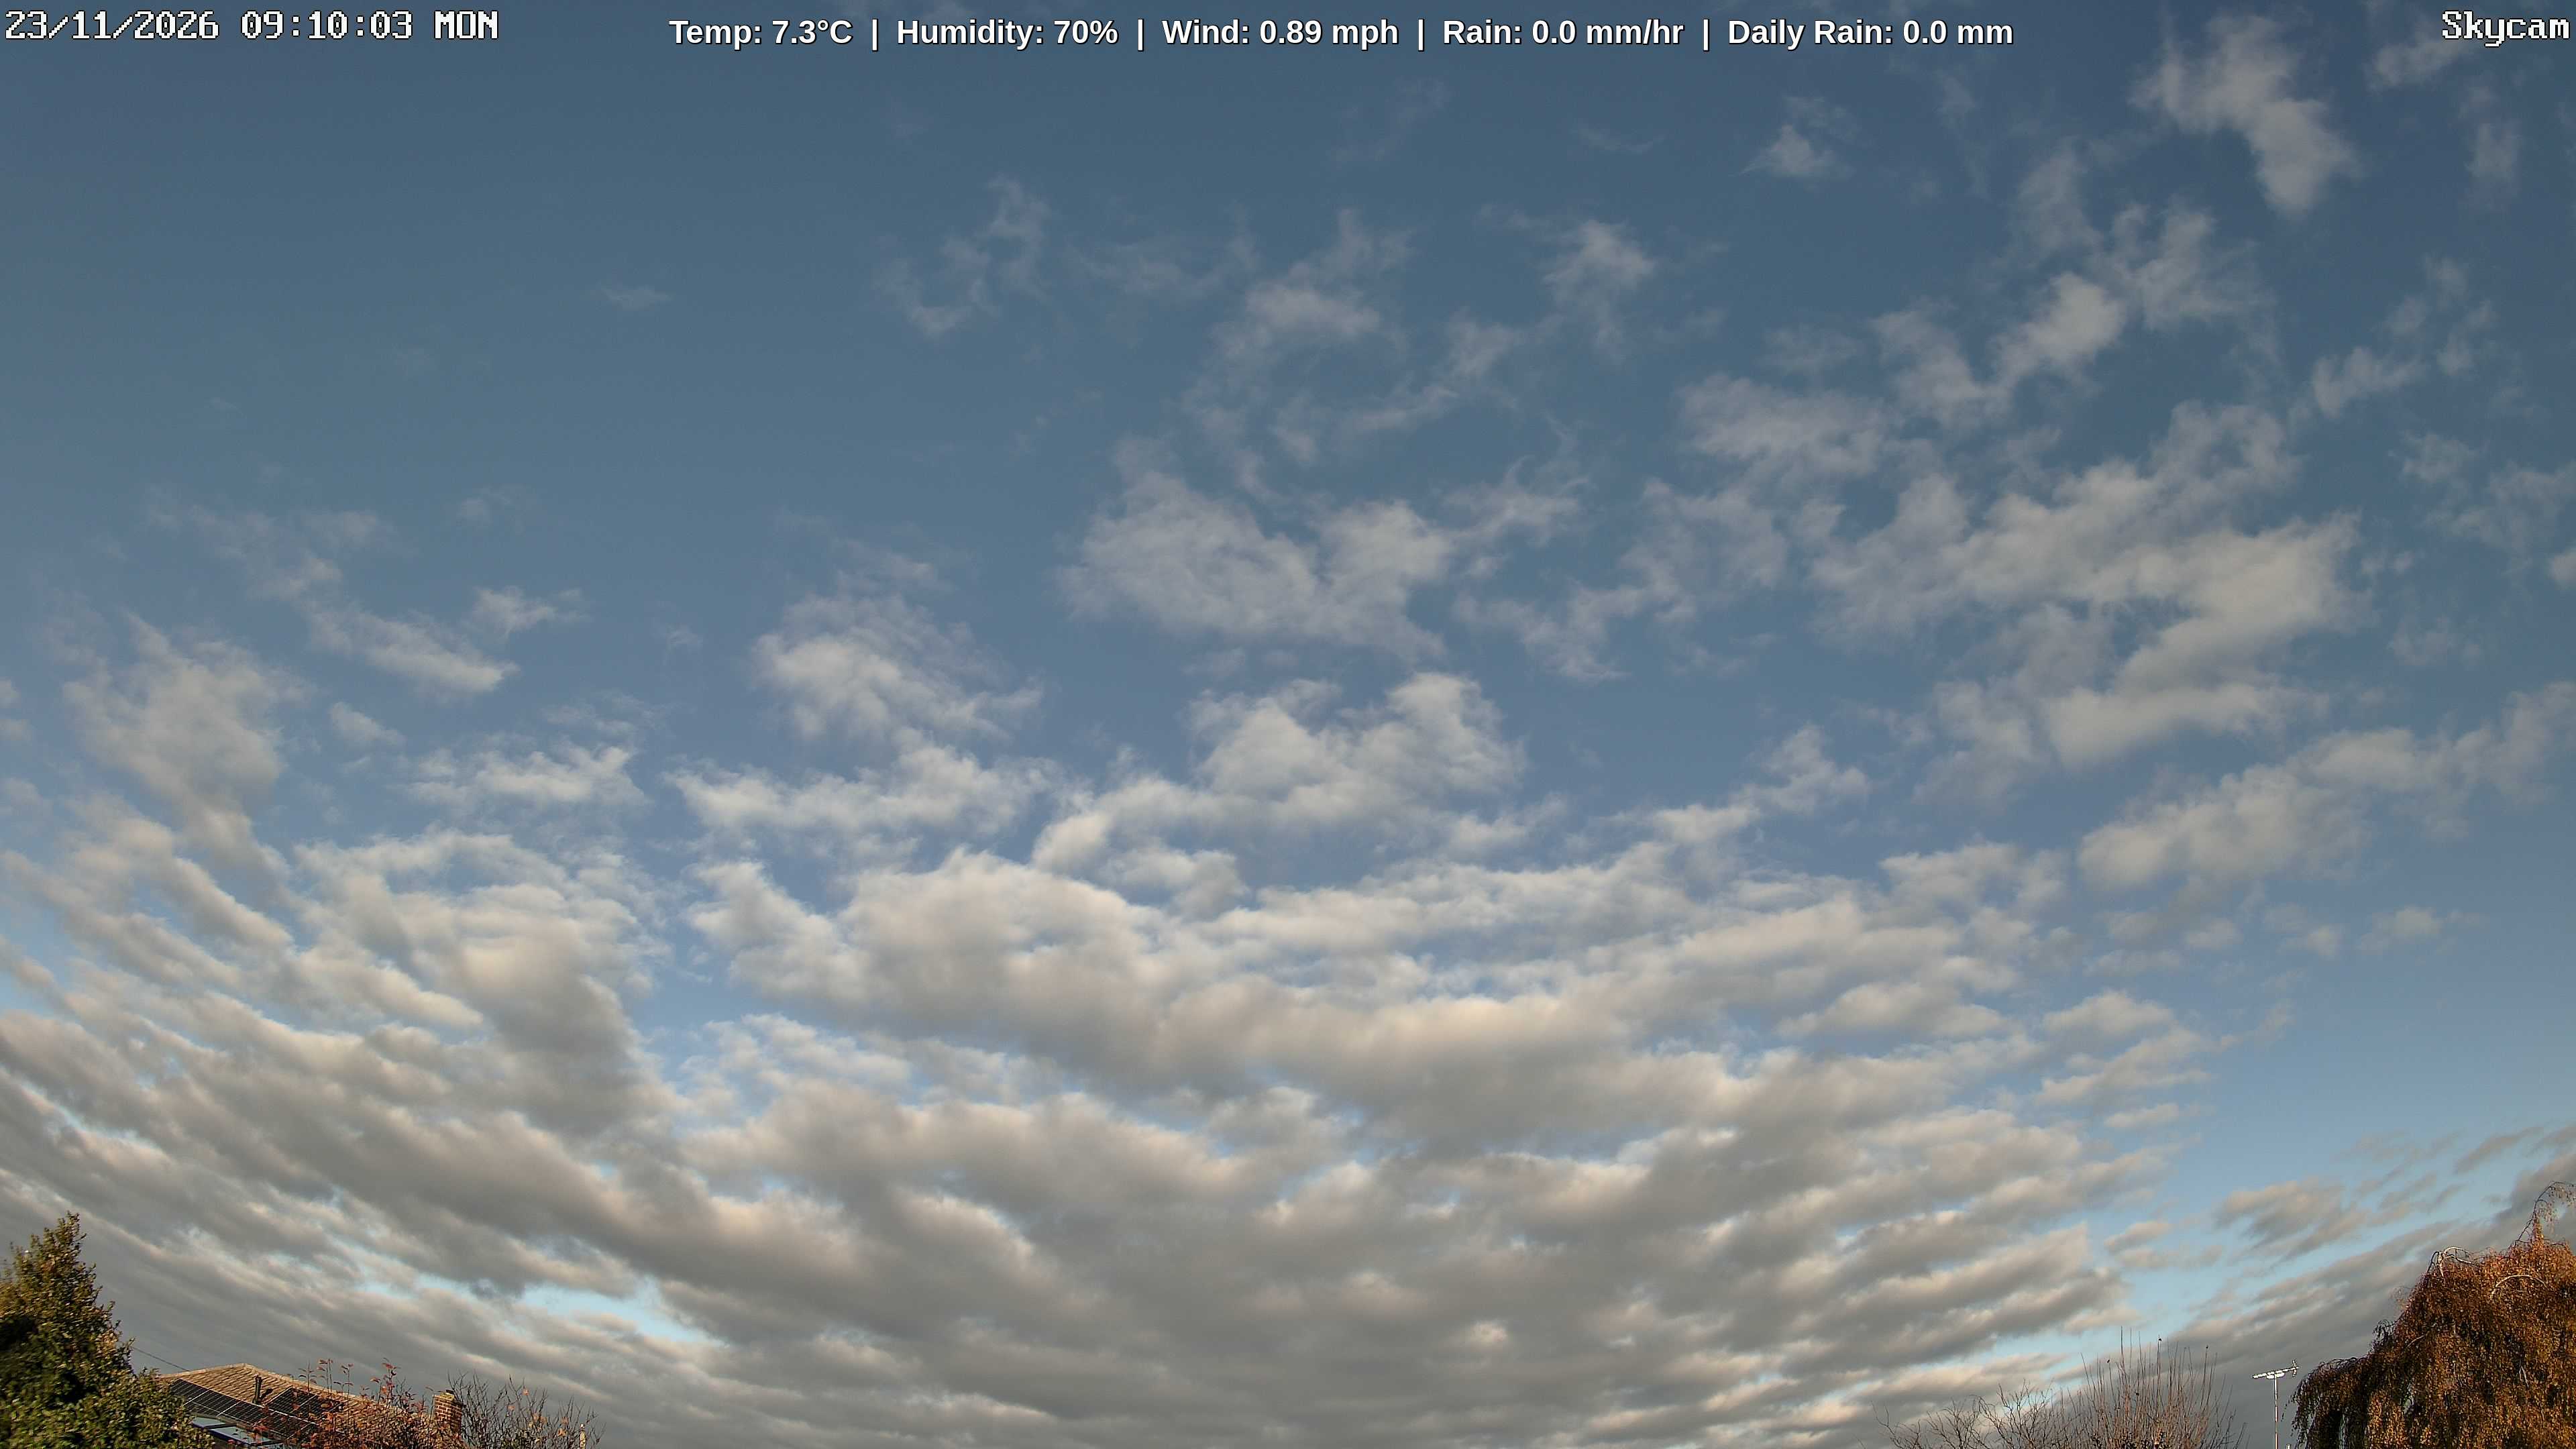 23/11/2026 09:10:03 MON
Temp: 7.3°C | Humidity: 70% | Wind: 0.89 mph | Rain: 0.0 mm/hr | Daily Rain: 0.0 mm
Skycam